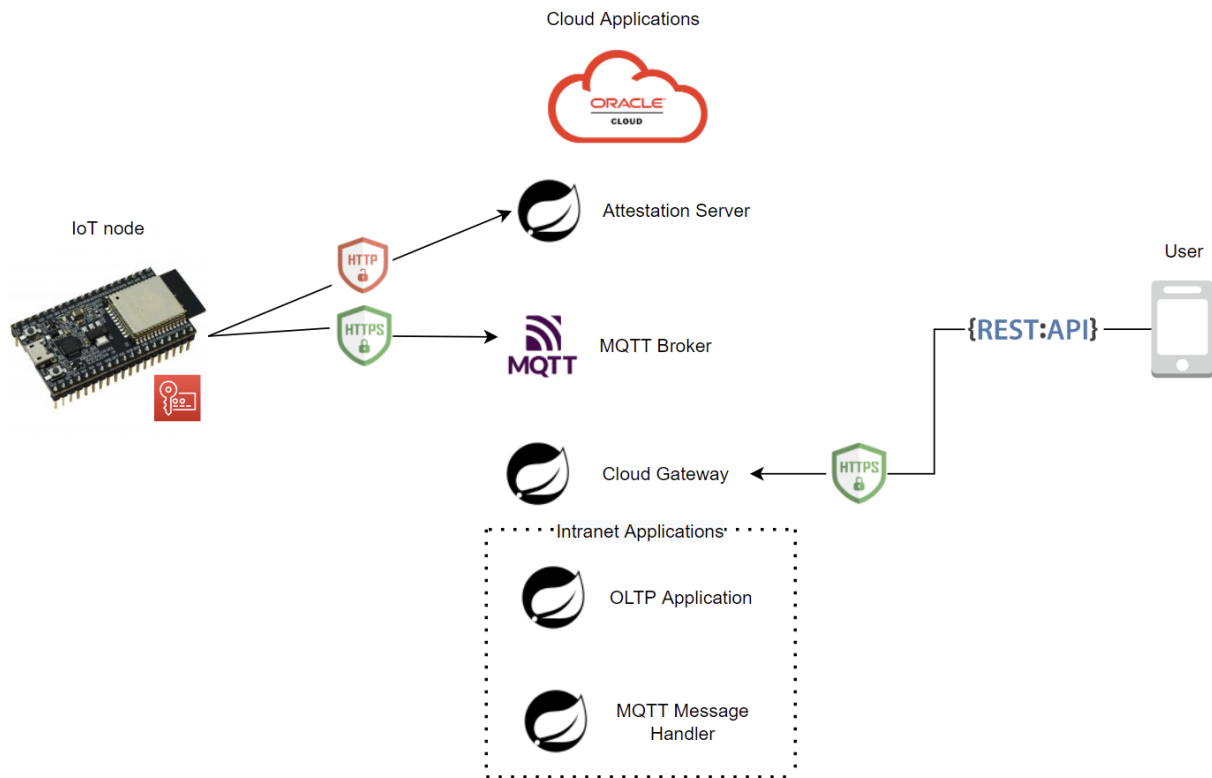 Cloud Applications
ORACLE
CLOUD
Attestation Server
IoT node
HTTP
User
HTTPS
MQTT
MQTT Broker
{REST:API}
Cloud Gateway
HTTPS
Intranet Applications
OLTP Application
MQTT Message
Handler